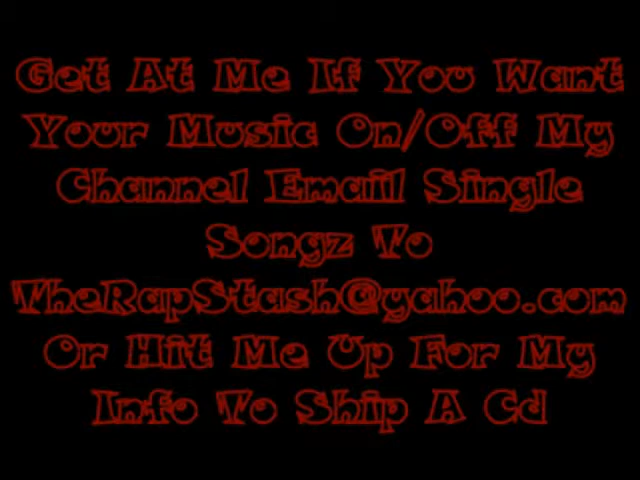 Get At Me If You Want
Your Music On/Off My
Channel Email Single
Songz To
TheRapStash@yahoo.com
Or Hit Me Up For My
Info To Ship A Cd